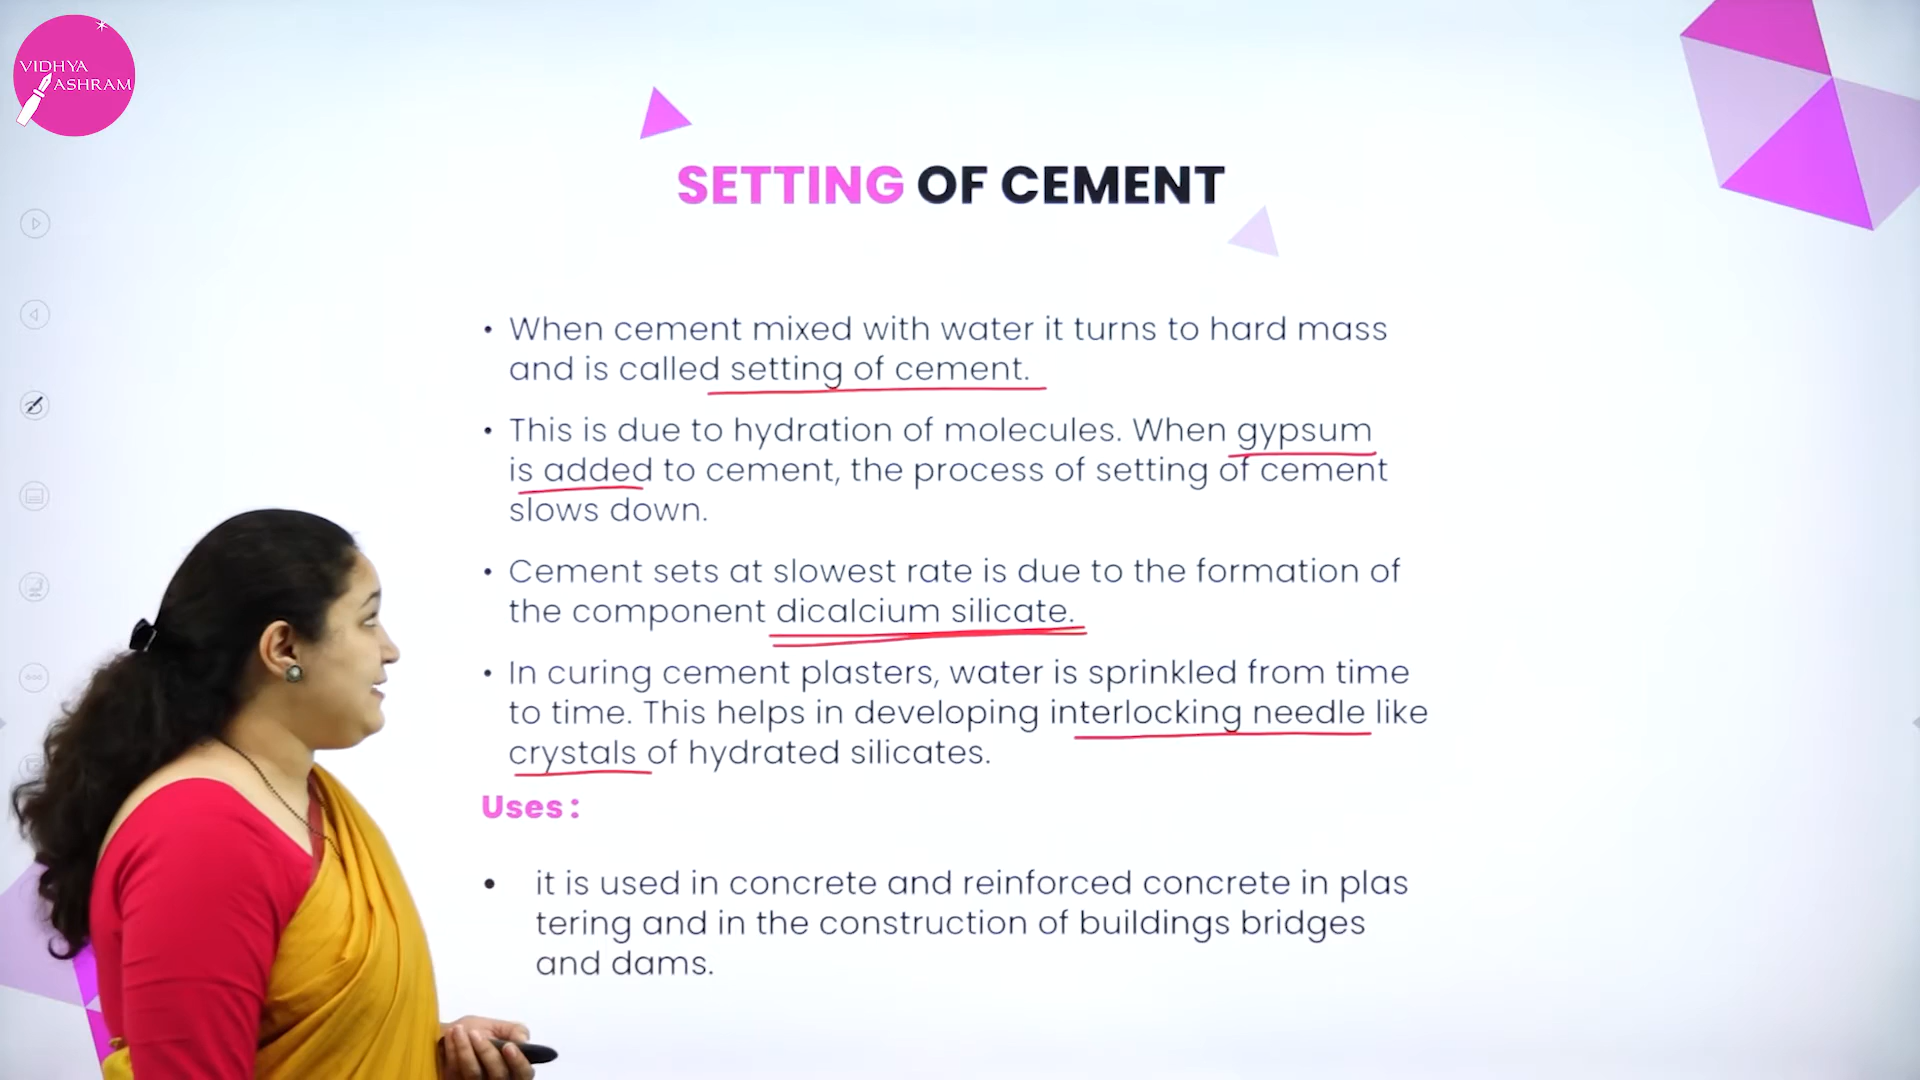 VIDHYA
ASHRAM
SETTING OF CEMENT
• When cement mixed with water it turns to hard mass
and is called setting of cement.
• This is due to hydration of molecules. When gypsum
is added to cement, the process of setting of cement
slows down.
• Cement sets at slowest rate is due to the formation of
the component dicalcium silicate.
• In curing cement plasters, water is sprinkled from time
to time. This helps in developing interlocking needle like
crystals of hydrated silicates.
Uses :
• it is used in concrete and reinforced concrete in plas
tering and in the construction of buildings bridges
and dams.